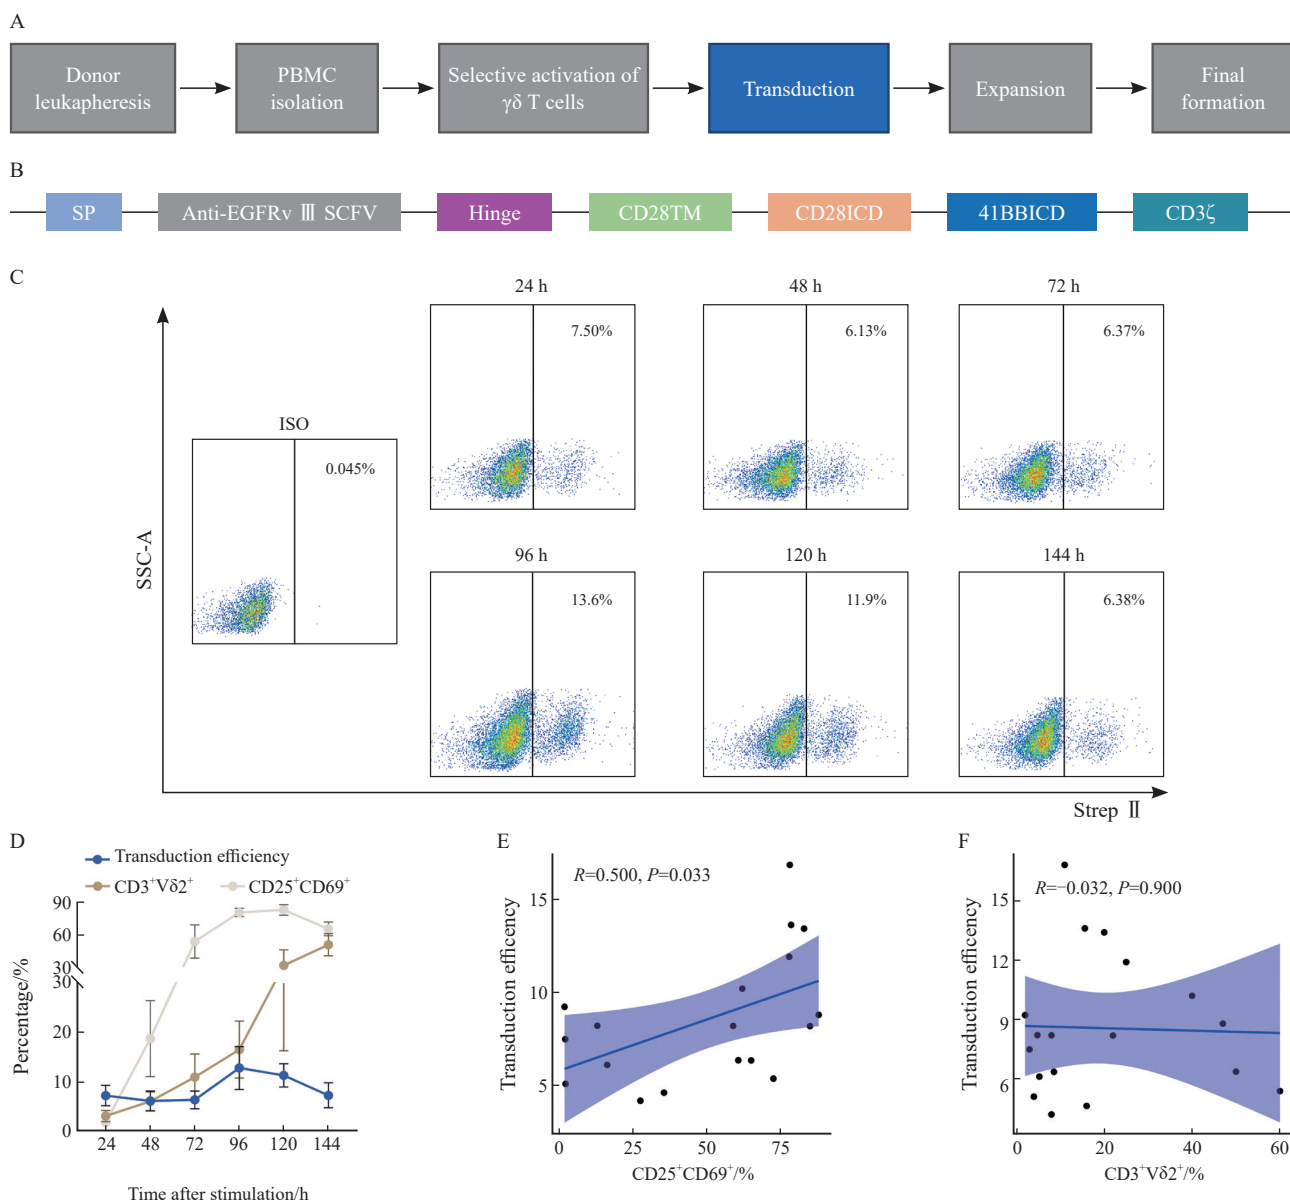 A
Donor
leukapheresis
PBMC
isolation
Selective activation of
γδ T cells
Transduction
Expansion
Final
formation
B
SP
Anti-EGFRv Ⅲ SCFV
Hinge
CD28TM
CD28ICD
41BBICD
CD3ζ
C
24 h
48 h
72 h
7.50%
6.13%
6.37%
ISO
0.045%
SSC-A
96 h
120 h
144 h
13.6%
11.9%
6.38%
Strep Ⅱ
D
Transduction efficiency
CD3⁺Vδ2⁺
CD25⁺CD69⁺
Percentage/%
90
60
30
30
20
10
0
24 48 72 96 120 144
Time after stimulation/h
E
R=0.500, P=0.033
Transduction efficency
15
10
5
0 25 50 75
CD25⁺CD69⁺/%
F
R=−0.032, P=0.900
Transduction efficency
15
12
9
6
0 20 40 60
CD3⁺Vδ2⁺/%